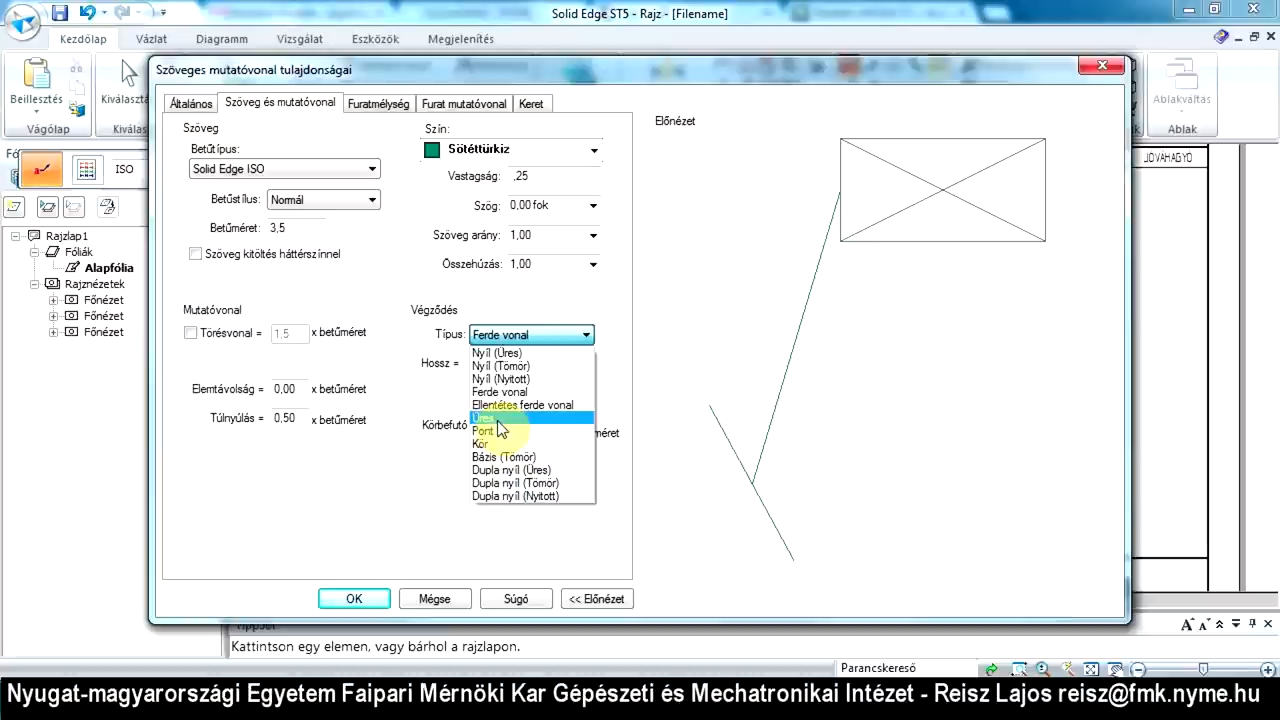 Solid Edge ST5 - Rajz - [Filename]
Kezdőlap
Vázlat
Diagramm
Vizsgálat
Eszközök
Megjelenítés
Beillesztés
Vágólap
Kiválaszta
Kiválas
Ablakváltás
Ablak
Szöveges mutatóvonal tulajdonságai
Általános
Szöveg és mutatóvonal
Furatmélység
Furat mutatóvonal
Keret
ISO
Rajzlap1
Fóliák
Alapfólia
Rajznézetek
Főnézet
Főnézet
Főnézet
Szöveg
Betűtípus:
Solid Edge ISO
Betűstílus:
Normál
Betűméret: 3,5
Szöveg kitöltés háttérszínnel
Szín:
Sötéttürkiz
Vastagság: ,25
Szög: 0,00 fok
Szöveg arány: 1,00
Összehúzás: 1,00
Mutatóvonal
Törésvonal = 1,5 x betűméret
Elemtávolság = 0,00 x betűméret
Túlnyúlás = 0,50 x betűméret
Végződés
Típus: Ferde vonal
Hossz =
Körbefutó
méret
Nyíl (Üres)
Nyíl (Tömör)
Nyíl (Nyitott)
Ferde vonal
Ellentétes ferde vonal
Üres
Pont
Kör
Bázis (Tömör)
Dupla nyíl (Üres)
Dupla nyíl (Tömör)
Dupla nyíl (Nyitott)
Előnézet
JÓVÁHAGYÓ
OK
Mégse
Súgó
<< Előnézet
Kattintson egy elemen, vagy bárhol a rajzlapon.
Parancskereső
Nyugat-magyarországi Egyetem Faipari Mérnöki Kar Gépészeti és Mechatronikai Intézet - Reisz Lajos reisz@fmk.nyme.hu